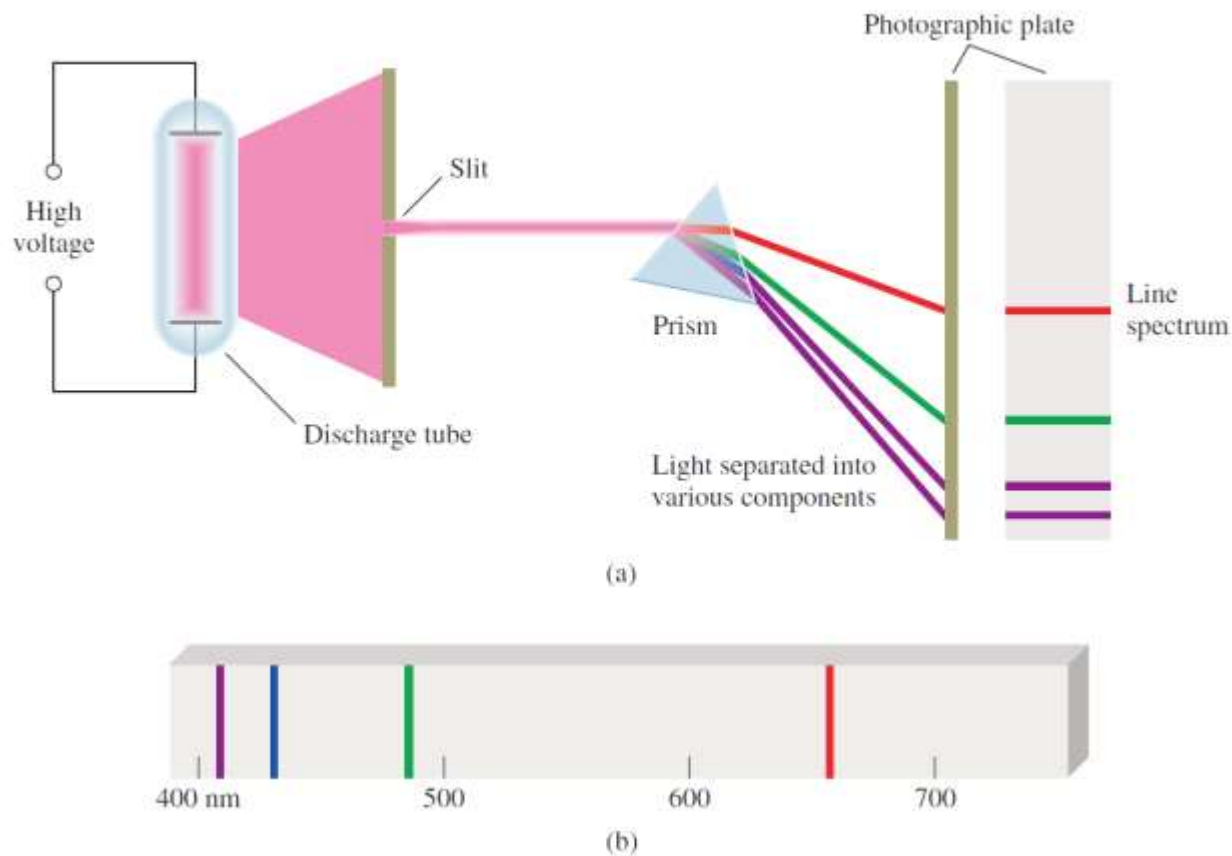 Photographic plate
Slit
High
voltage
Prism
Line
spectrum
Discharge tube
Light separated into
various components
(a)
400 nm
500
600
700
(b)